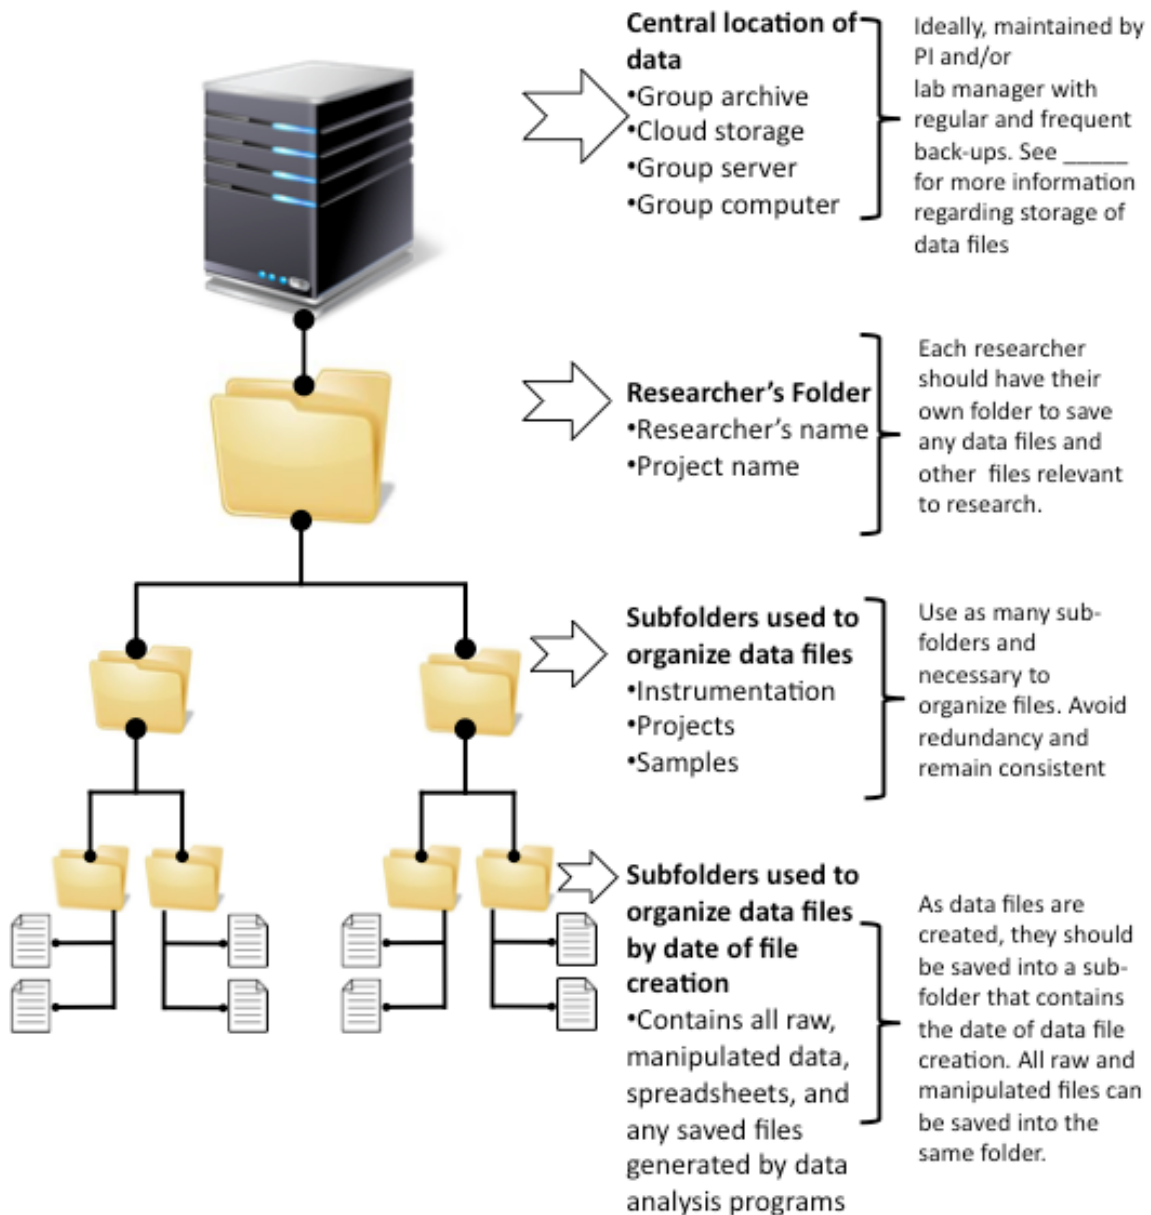 Central location of
data
•Group archive
•Cloud storage
•Group server
•Group computer
Ideally, maintained by
PI and/or
lab manager with
regular and frequent
back-ups. See _____
for more information
regarding storage of
data files
Researcher's Folder
•Researcher's name
•Project name
Each researcher
should have their
own folder to save
any data files and
other  files relevant
to research.
Subfolders used to
organize data files
•Instrumentation
•Projects
•Samples
Use as many sub-
folders and
necessary to
organize files. Avoid
redundancy and
remain consistent
Subfolders used to
organize data files
by date of file
creation
•Contains all raw,
manipulated data,
spreadsheets, and
any saved files
generated by data
analysis programs
As data files are
created, they should
be saved into a sub-
folder that contains
the date of data file
creation. All raw and
manipulated files can
be saved into the
same folder.